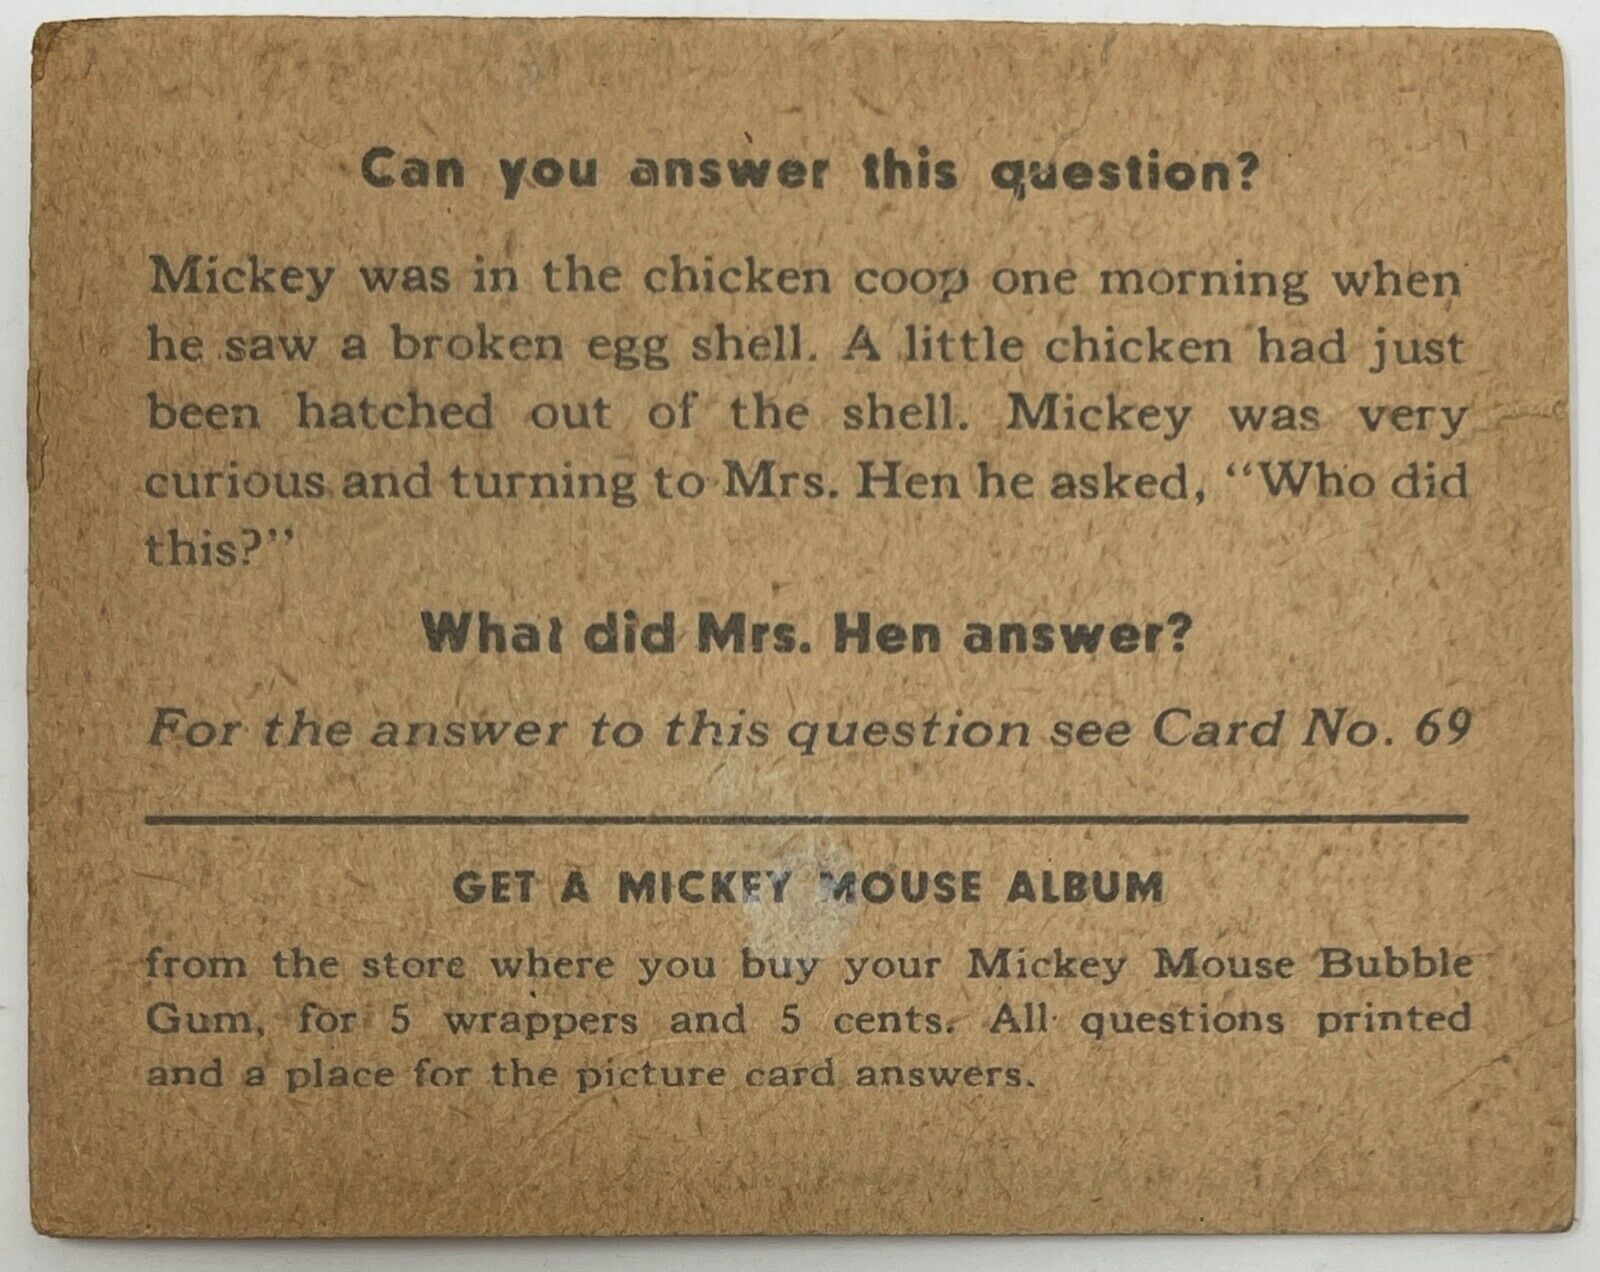 Can you answer this question?
Mickey was in the chicken coop one morning when
he saw a broken egg shell. A little chicken had just
been hatched out of the shell. Mickey was very
curious and turning to Mrs. Hen he asked, "Who did
this?"
What did Mrs. Hen answer?
For the answer to this question see Card No. 69
GET A MICKEY MOUSE ALBUM
from the store where you buy your Mickey Mouse Bubble
Gum, for 5 wrappers and 5 cents. All questions printed
and a place for the picture card answers.